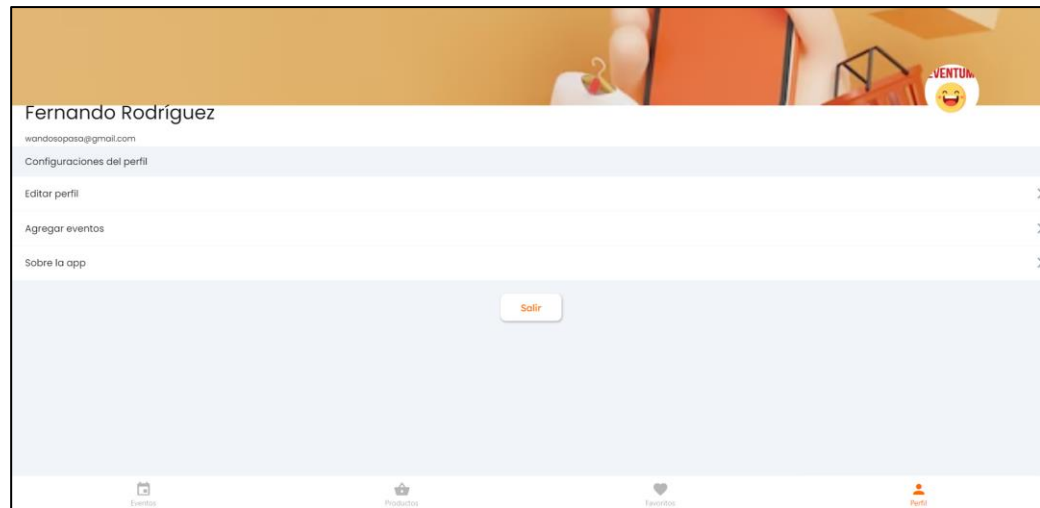 EVENTUM
Fernando Rodríguez
wandosopasa@gmail.com
Configuraciones del perfil
Editar perfil
Agregar eventos
Sobre la app
Salir
Eventos
Productos
Favoritos
Perfil